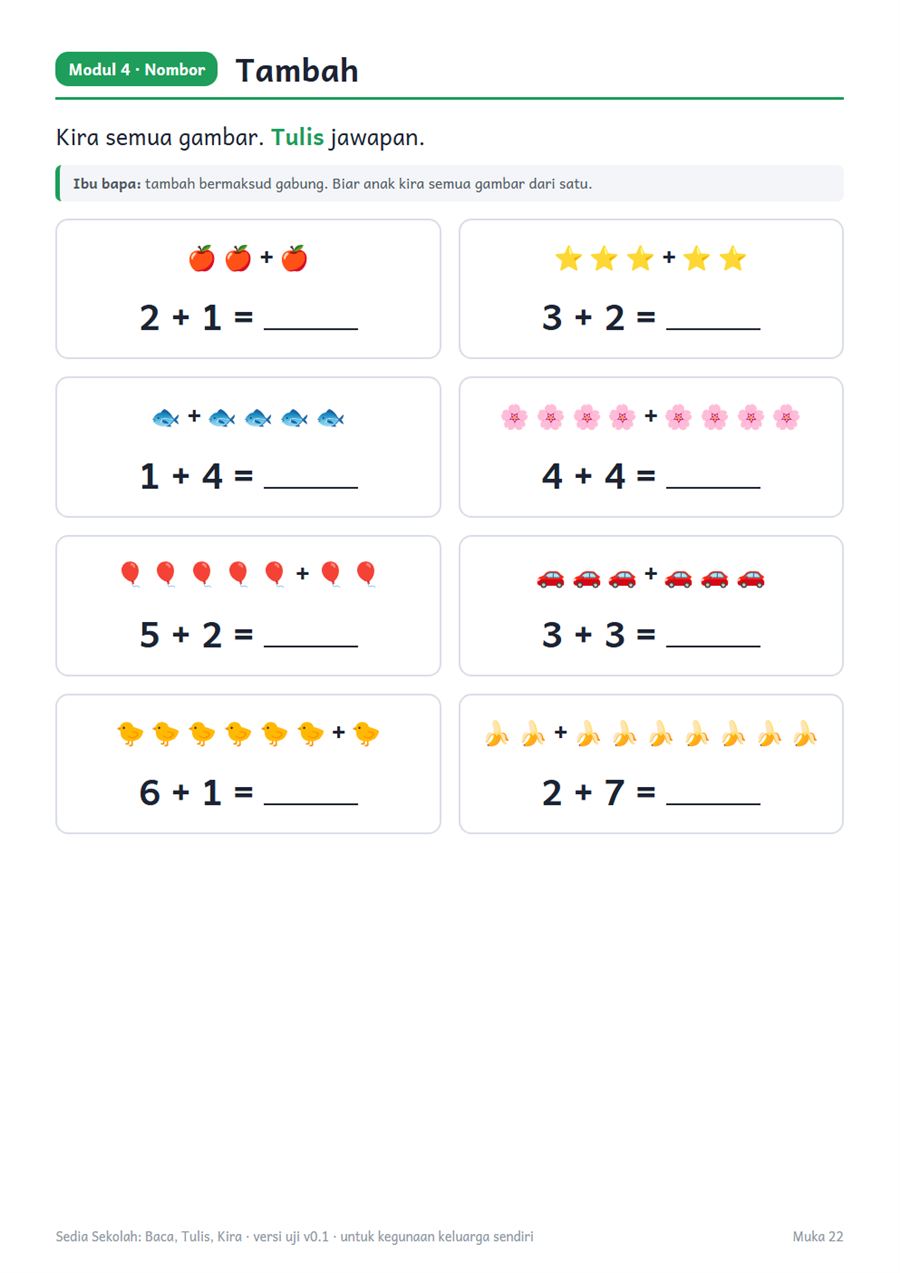 Modul 4 · Nombor
Tambah
Kira semua gambar. Tulis jawapan.
Ibu bapa: tambah bermaksud gabung. Biar anak kira semua gambar dari satu.
+
2 + 1 = ______
+
3 + 2 = ______
+
1 + 4 = ______
+
4 + 4 = ______
+
5 + 2 = ______
+
3 + 3 = ______
+
6 + 1 = ______
+
2 + 7 = ______
Sedia Sekolah: Baca, Tulis, Kira · versi uji v0.1 · untuk kegunaan keluarga sendiri
Muka 22